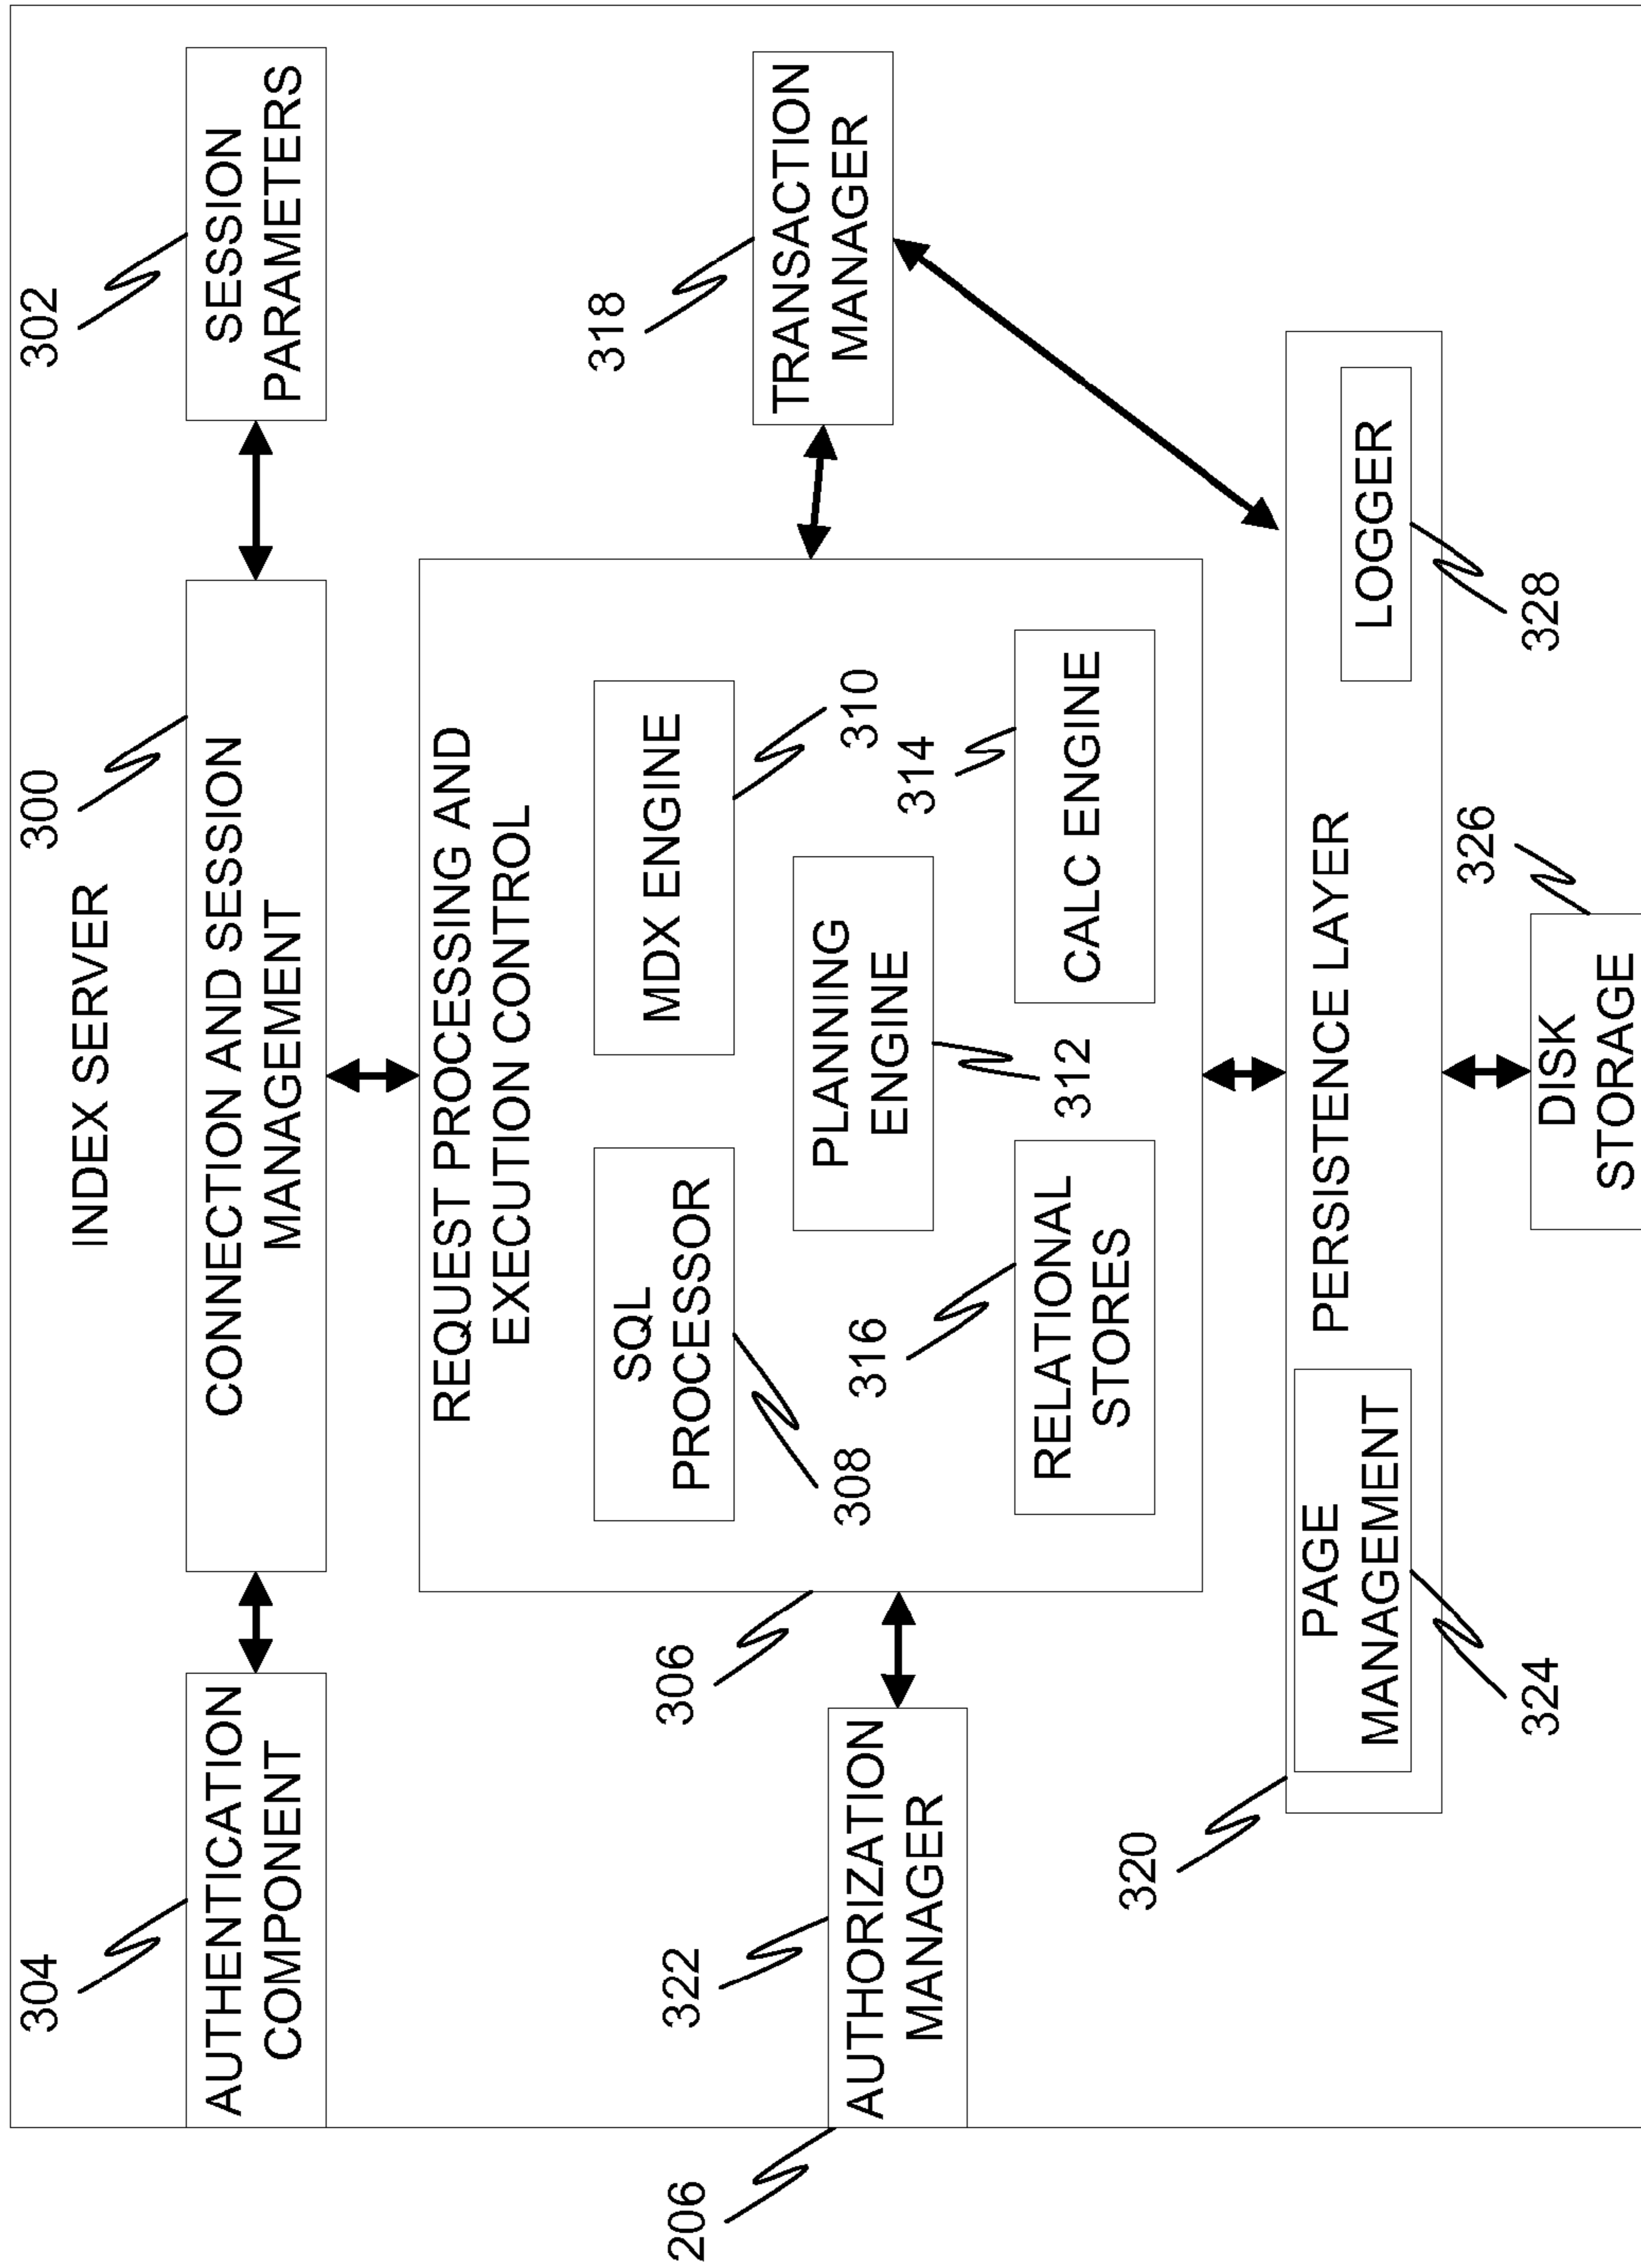 INDEX SERVER
304
300
302
AUTHENTICATION
COMPONENT
CONNECTION AND SESSION
MANAGEMENT
SESSION
PARAMETERS
REQUEST PROCESSING AND
EXECUTION CONTROL
SQL
PROCESSOR
308
MDX ENGINE
310
PLANNING
ENGINE
312
316
RELATIONAL
STORES
314
CALC ENGINE
306
318
TRANSACTION
MANAGER
322
AUTHORIZATION
MANAGER
206
320
PAGE
MANAGEMENT
324
PERSISTENCE LAYER
LOGGER
328
326
DISK
STORAGE